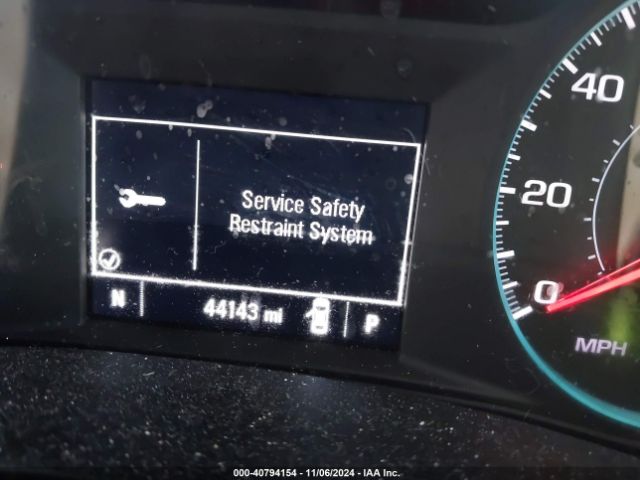 40
20
0
MPH
Service Safety
Restraint System
N 44143 mi P
000-40794154 - 11/06/2024 - IAA Inc.